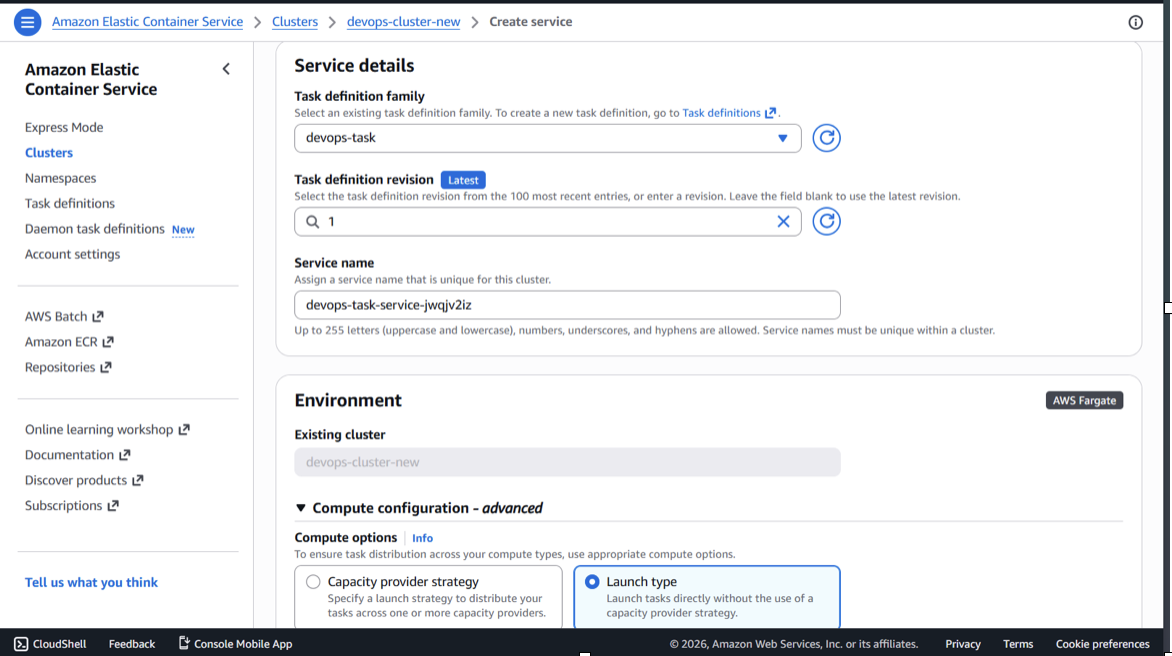 Amazon Elastic Container Service > Clusters > devops-cluster-new > Create service
Amazon Elastic
Container Service
Express Mode
Clusters
Namespaces
Task definitions
Daemon task definitions New
Account settings
AWS Batch
Amazon ECR
Repositories
Online learning workshop
Documentation
Discover products
Subscriptions
Tell us what you think
Service details
Task definition family
Select an existing task definition family. To create a new task definition, go to Task definitions.
devops-task
Task definition revision Latest
Select the task definition revision from the 100 most recent entries, or enter a revision. Leave the field blank to use the latest revision.
1
Service name
Assign a service name that is unique for this cluster.
devops-task-service-jwqjv2iz
Up to 255 letters (uppercase and lowercase), numbers, underscores, and hyphens are allowed. Service names must be unique within a cluster.
Environment
AWS Fargate
Existing cluster
devops-cluster-new
Compute configuration - advanced
Compute options Info
To ensure task distribution across your compute types, use appropriate compute options.
Capacity provider strategy
Specify a launch strategy to distribute your
tasks across one or more capacity providers.
Launch type
Launch tasks directly without the use of a
capacity provider strategy.
CloudShell Feedback Console Mobile App © 2026, Amazon Web Services, Inc. or its affiliates. Privacy Terms Cookie preferences